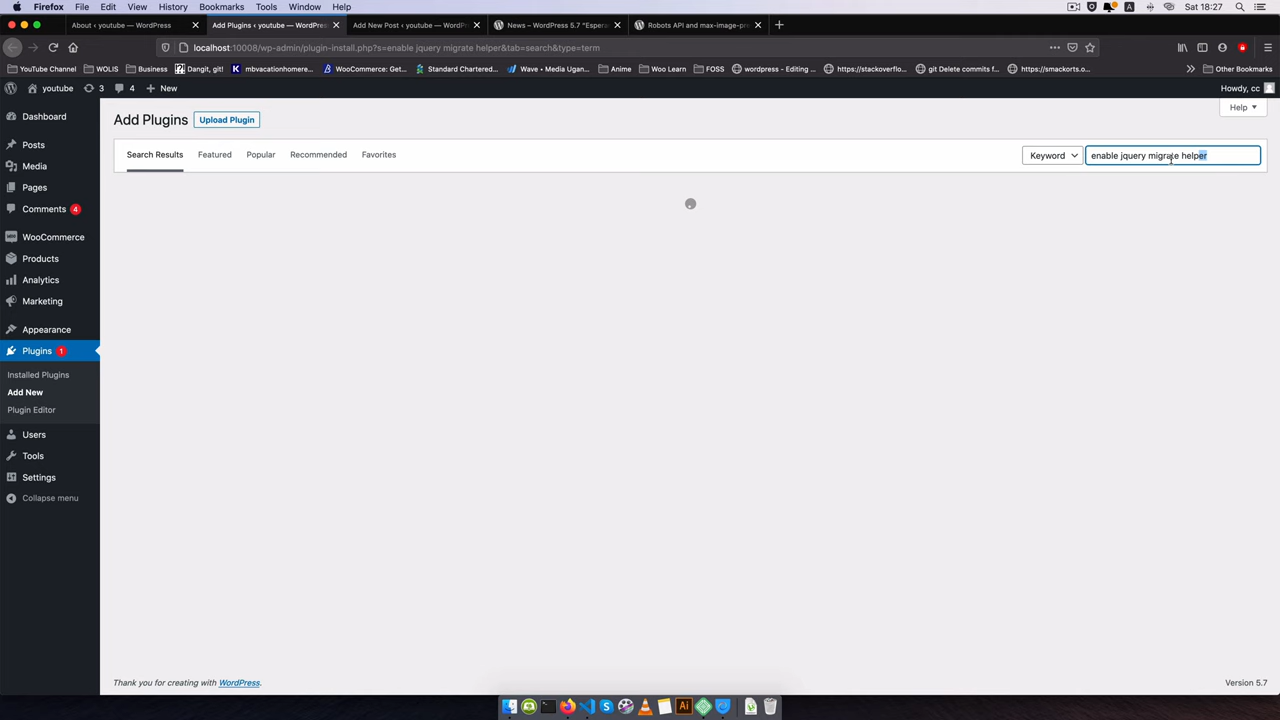 Firefox File Edit View History Bookmarks Tools Window Help A Sat 18:27
About ‹ youtube — WordPress Add Plugins ‹ youtube — WordPres Add New Post ‹ youtube — WordPr News – WordPress 5.7 "Espera Robots API and max-image-pre
localhost:10008/wp-admin/plugin-install.php?s=enable jquery migrate helper&tab=search&type=term
YouTube Channel WOLIS Business Dangit, git! mbvacationhomere... WooCommerce: Get... Standard Chartered... Wave • Media Ugan... Anime Woo Learn FOSS wordpress - Editing ... https://stackoverflo... git Delete commits f... https://smackorts.o... Other Bookmarks
youtube 3 4 New Howdy, cc
Help
Dashboard
Add Plugins Upload Plugin
Posts
Search Results Featured Popular Recommended Favorites Keyword enable jquery migrate helper
Media
Pages
Comments 4
WooCommerce
Products
Analytics
Marketing
Appearance
Plugins 1
Installed Plugins
Add New
Plugin Editor
Users
Tools
Settings
Collapse menu
Thank you for creating with WordPress. Version 5.7
Ai